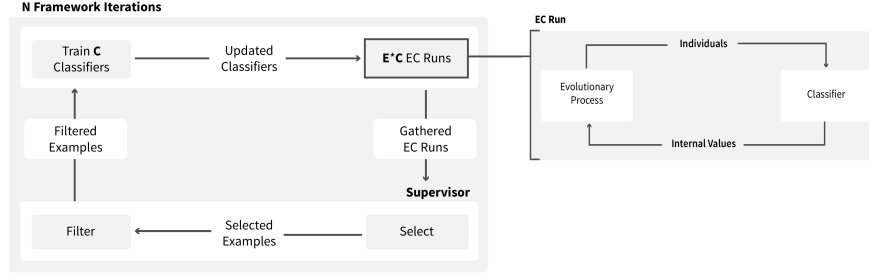 N Framework Iterations
Train C
Classifiers
Updated
Classifiers
E*C EC Runs
Filtered
Examples
Gathered
EC Runs
Supervisor
Filter
Selected
Examples
Select
EC Run
Individuals
Evolutionary
Process
Classifier
Internal Values